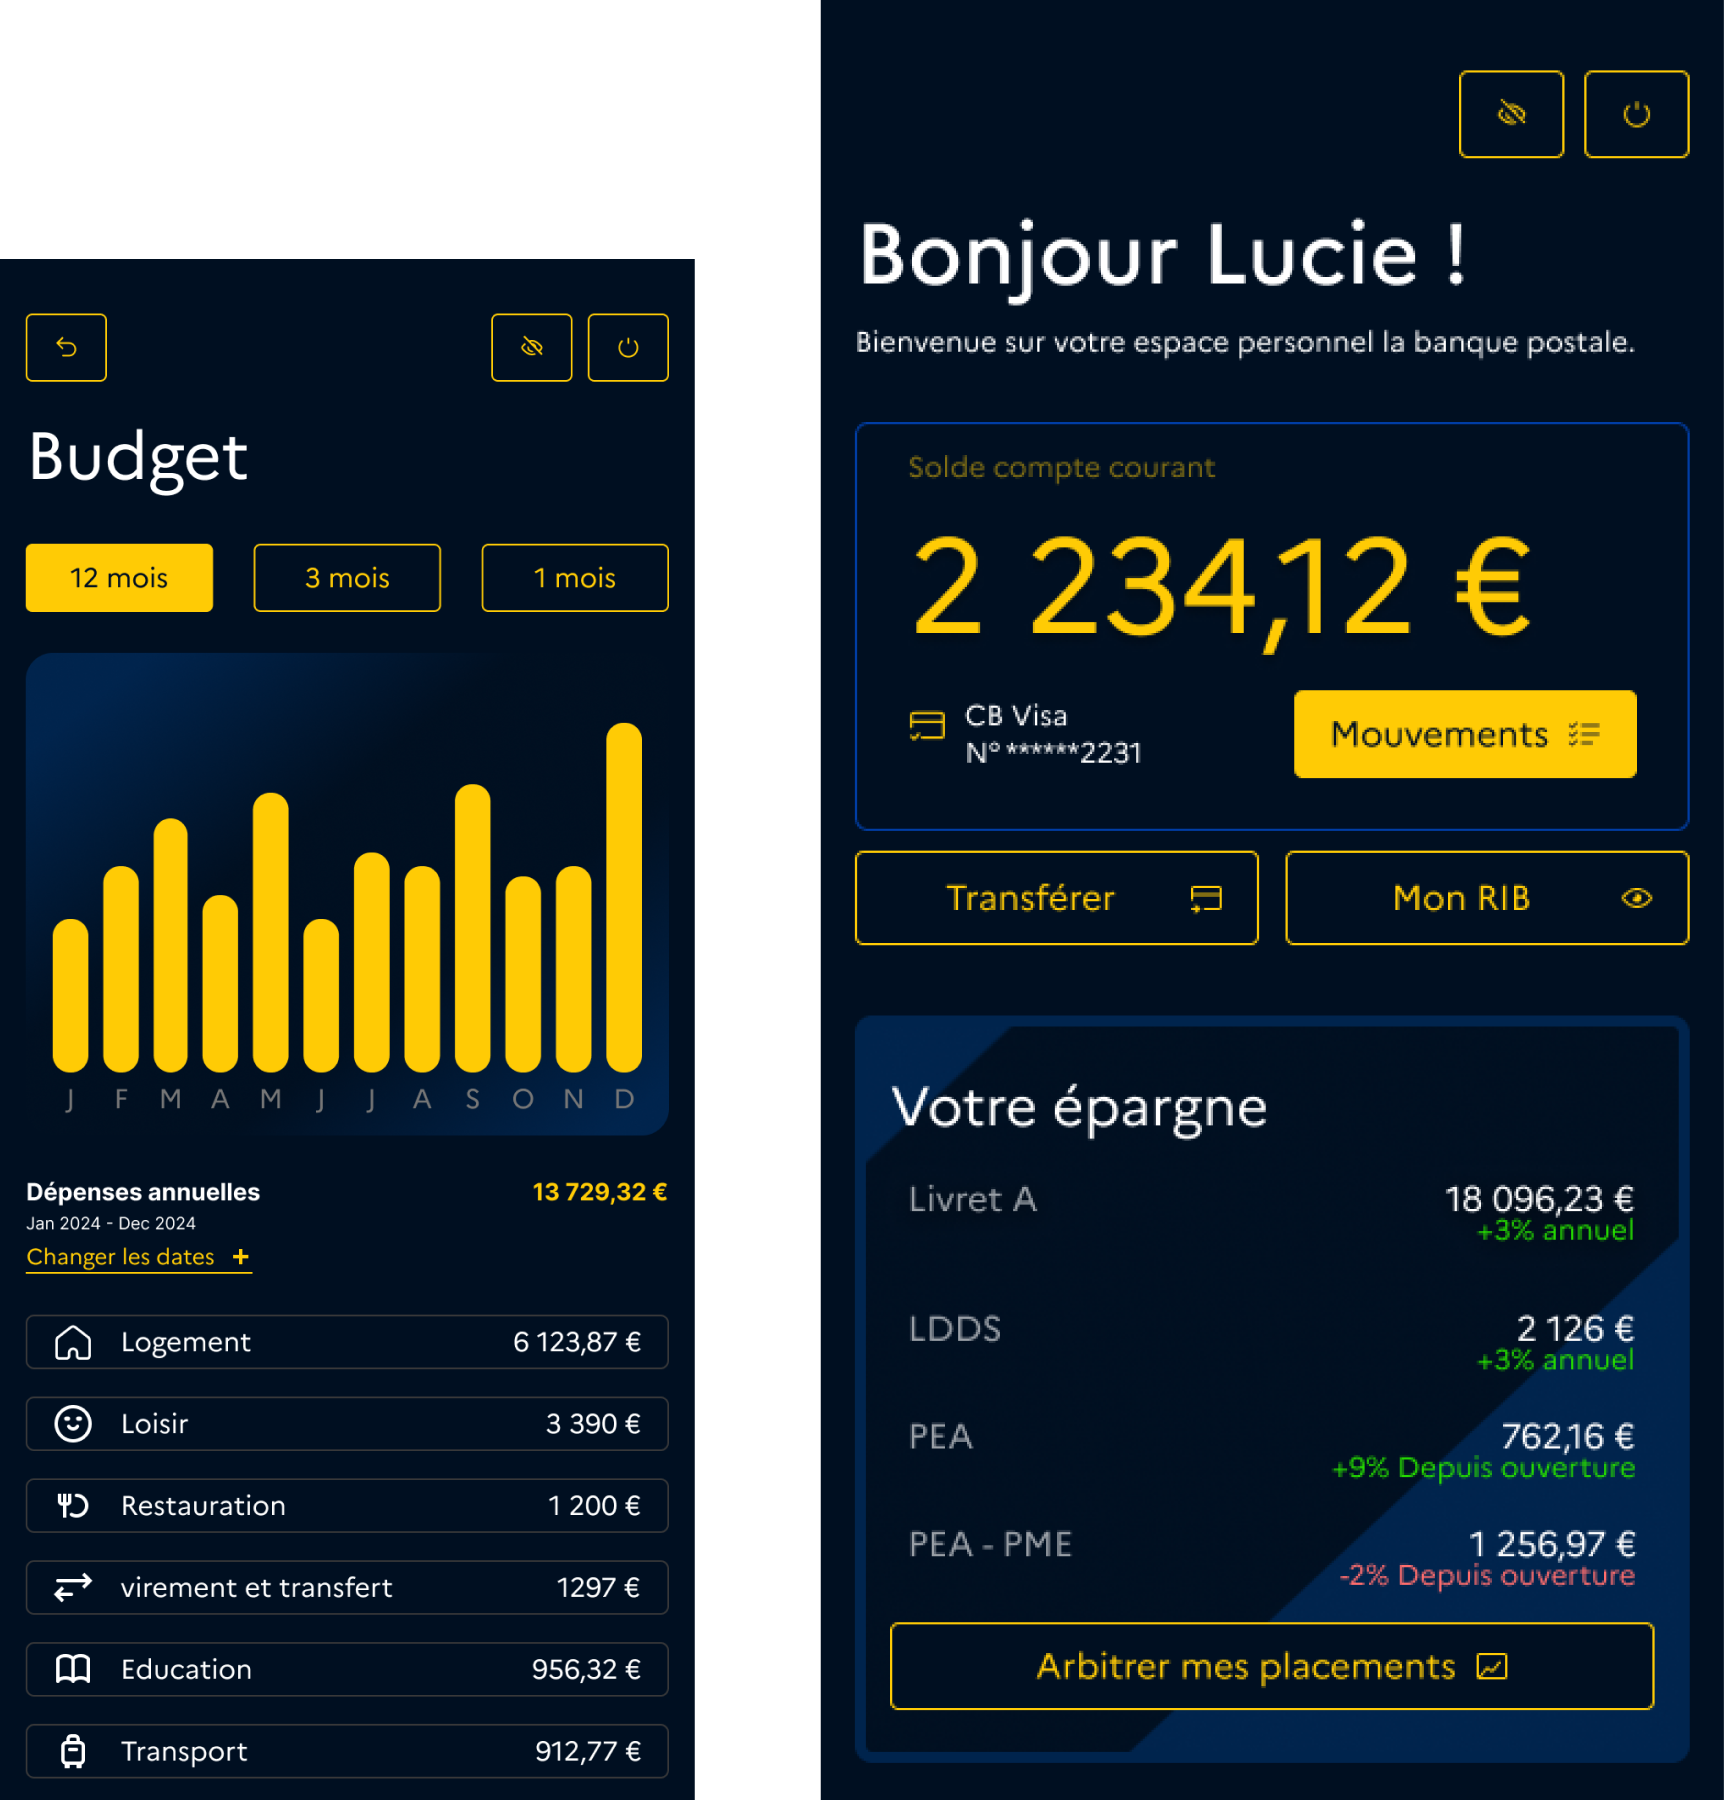 Budget
12 mois
3 mois
1 mois
J F M A M J J A S O N D
Dépenses annuelles 13 729,32 €
Jan 2024 - Dec 2024
Changer les dates +
Logement 6 123,87 €
Loisir 3 390 €
Restauration 1 200 €
virement et transfert 1297 €
Education 956,32 €
Transport 912,77 €
Bonjour Lucie !
Bienvenue sur votre espace personnel la banque postale.
Solde compte courant
2 234,12 €
CB Visa
N° ******2231
Mouvements
Transférer
Mon RIB
Votre épargne
Livret A 18 096,23 €
+3% annuel
LDDS 2 126 €
+3% annuel
PEA 762,16 €
+9% Depuis ouverture
PEA - PME 1 256,97 €
-2% Depuis ouverture
Arbitrer mes placements